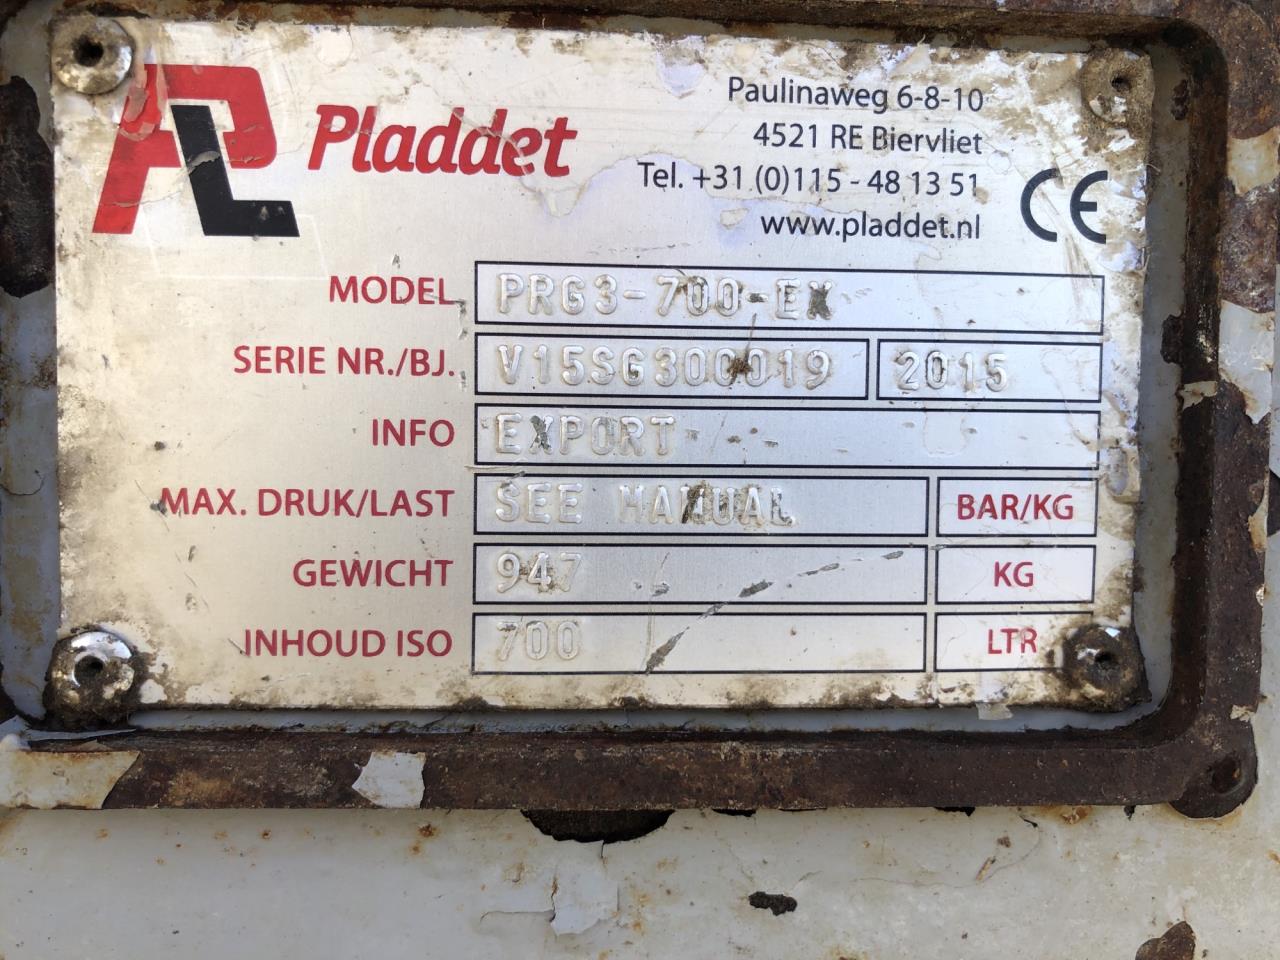 PL Pladdet
Paulinaweg 6-8-10
4521 RE Biervliet
Tel. +31 (0)115 - 48 13 51
www.pladdet.nl
CE
MODEL PRG3-700-EX
SERIE NR./BJ. V15SG300019 2015
INFO EXPORT
MAX. DRUK/LAST SEE MANUAL BAR/KG
GEWICHT 947 KG
INHOUD ISO 700 LTR